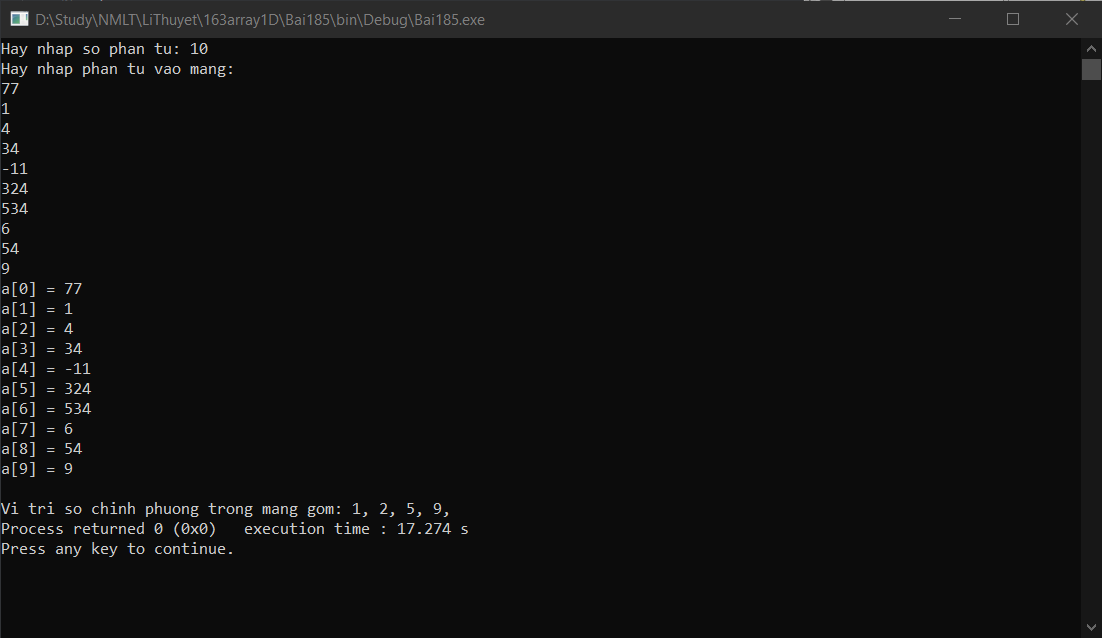 D:\Study\NMLT\LiThuyet\163array1D\Bai185\bin\Debug\Bai185.exe
Hay nhap so phan tu: 10
Hay nhap phan tu vao mang:
77
1
4
34
-11
324
534
6
54
9
a[0] = 77
a[1] = 1
a[2] = 4
a[3] = 34
a[4] = -11
a[5] = 324
a[6] = 534
a[7] = 6
a[8] = 54
a[9] = 9
Vi tri so chinh phuong trong mang gom: 1, 2, 5, 9,
Process returned 0 (0x0)   execution time : 17.274 s
Press any key to continue.